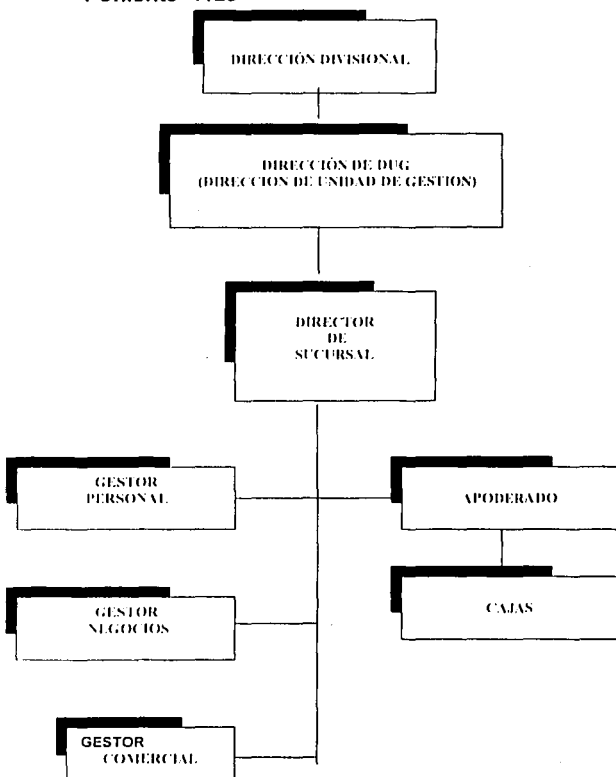 DIRECCIÓN DIVISIONAL
DIRECCIÓN DE DUG
(DIRECCION DE UNIDAD DE GESTION)
DIRECTOR
DE
SUCURSAL
GESTOR
PERSONAL
APODERADO
GESTOR
NEGOCIOS
CAJAS
GESTOR
COMERCIAL